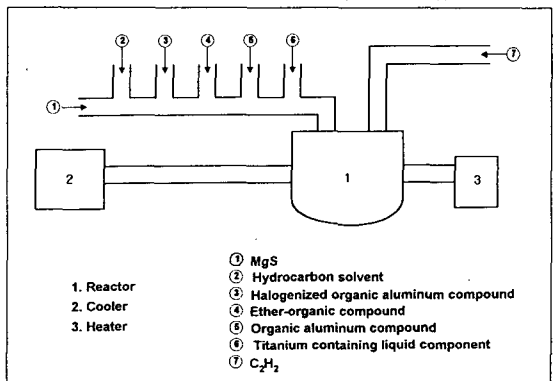 ② ③ ④ ⑤ ⑥
⑦
①
2
1
3
1. Reactor
2. Cooler
3. Heater
① MgS
② Hydrocarbon solvent
③ Halogenized organic aluminum compound
④ Ether-organic compound
⑤ Organic aluminum compound
⑥ Titanium containing liquid component
⑦ C₂H₂